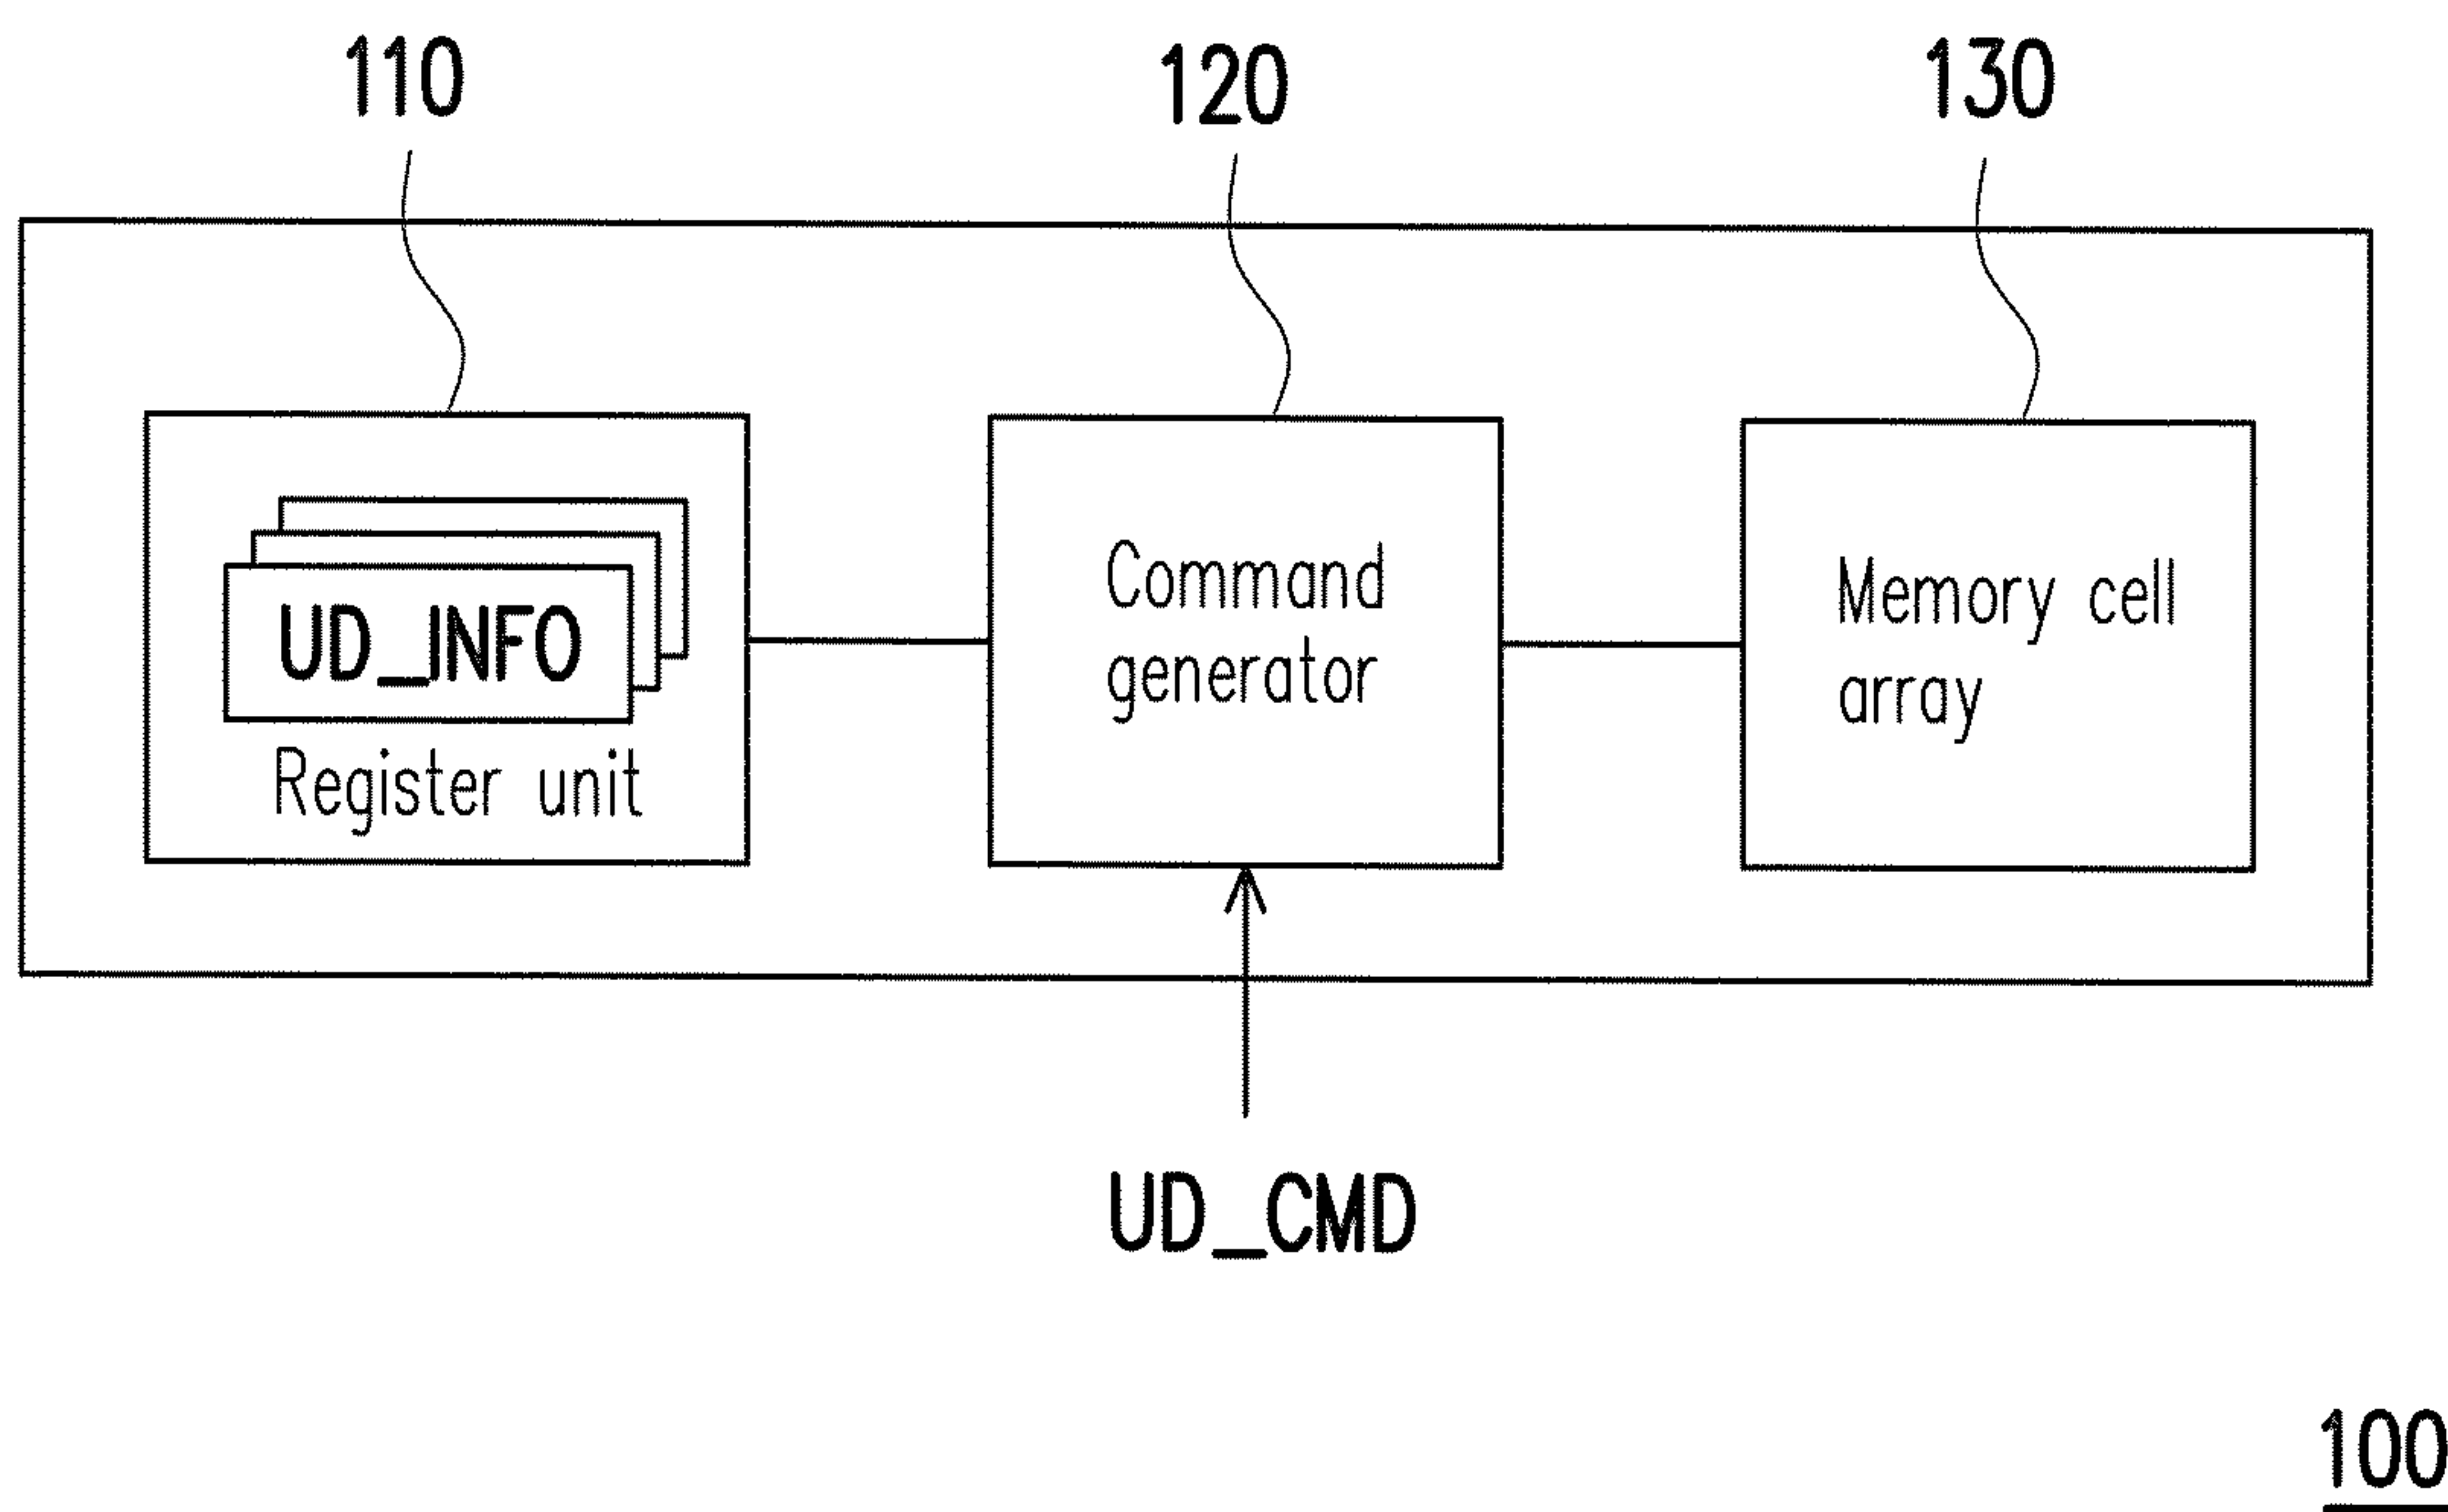 110
120
130
UD_INFO
Register unit
Command
generator
Memory cell
array
UD_CMD
100